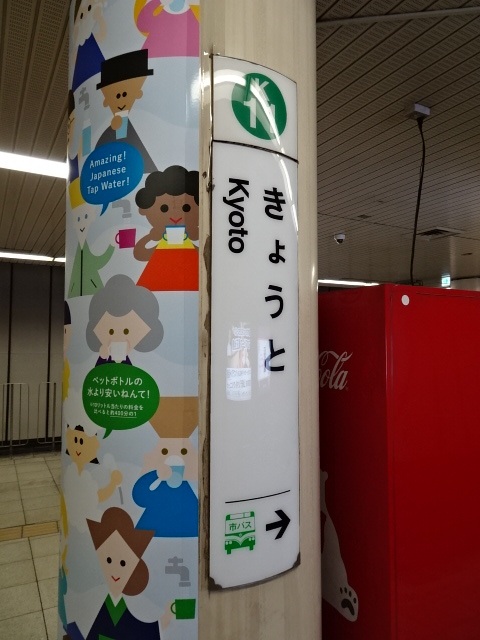 Amazing!
Japanese
Tap Water!
ペットボトルの
水より安いねんて!
K
11
きょうと
Kyoto
市バス
→
Cola